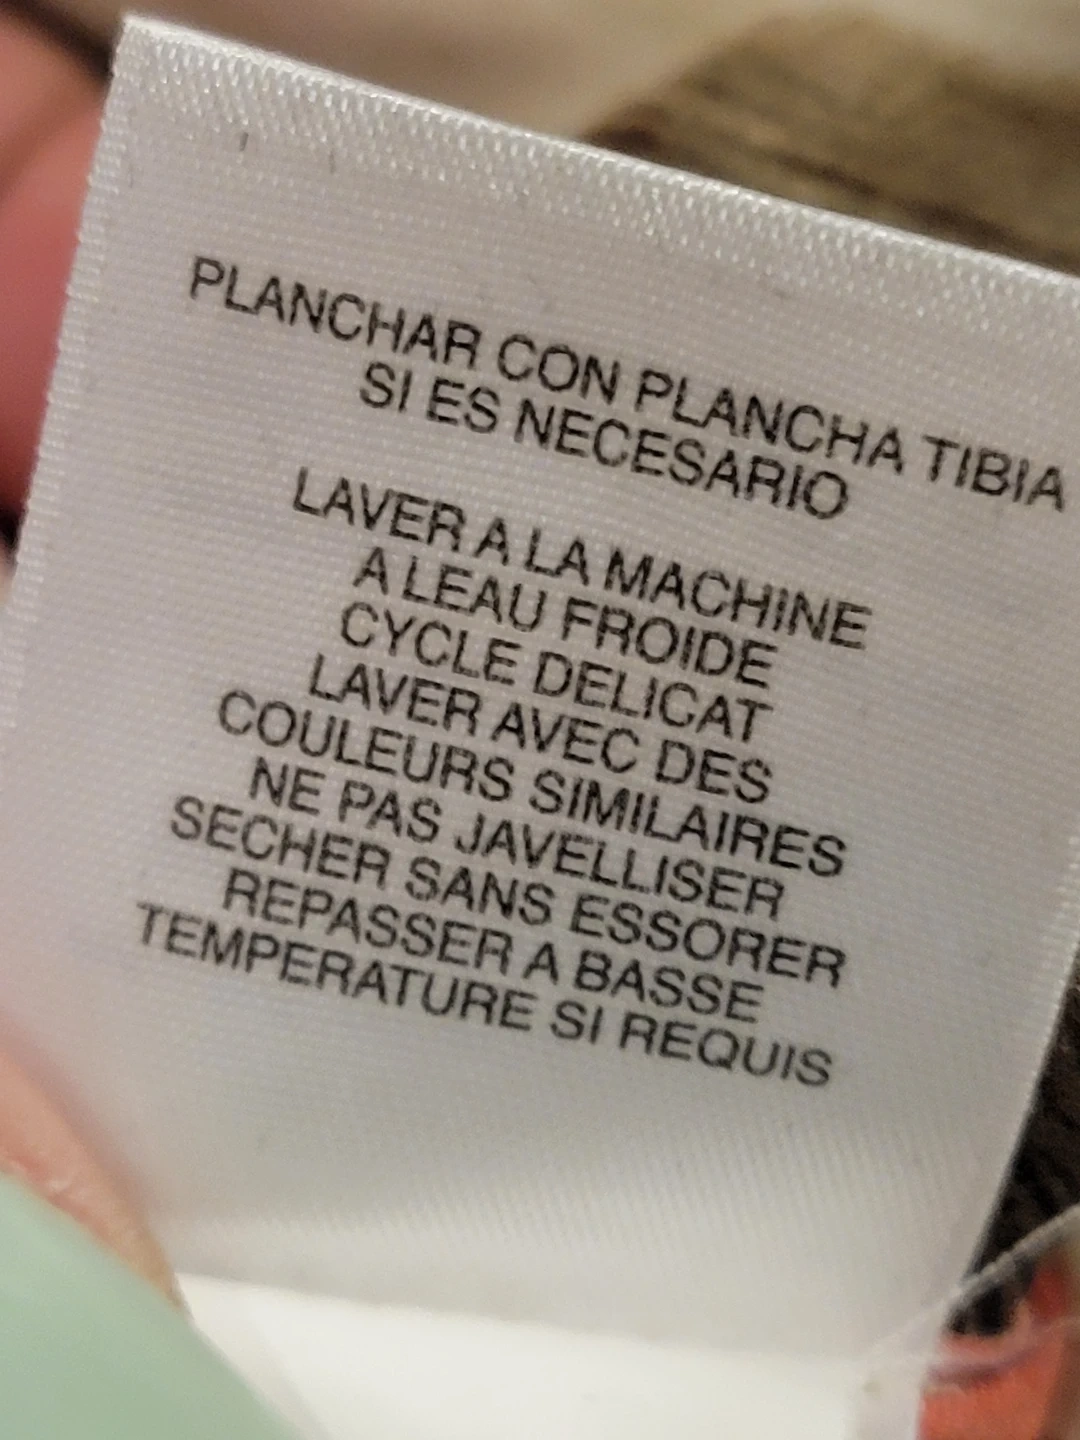 PLANCHAR CON PLANCHA TIBIA
SI ES NECESARIO
LAVER A LA MACHINE
A LEAU FROIDE
CYCLE DELICAT
LAVER AVEC DES
COULEURS SIMILAIRES
NE PAS JAVELLISER
SECHER SANS ESSORER
REPASSER A BASSE
TEMPERATURE SI REQUIS